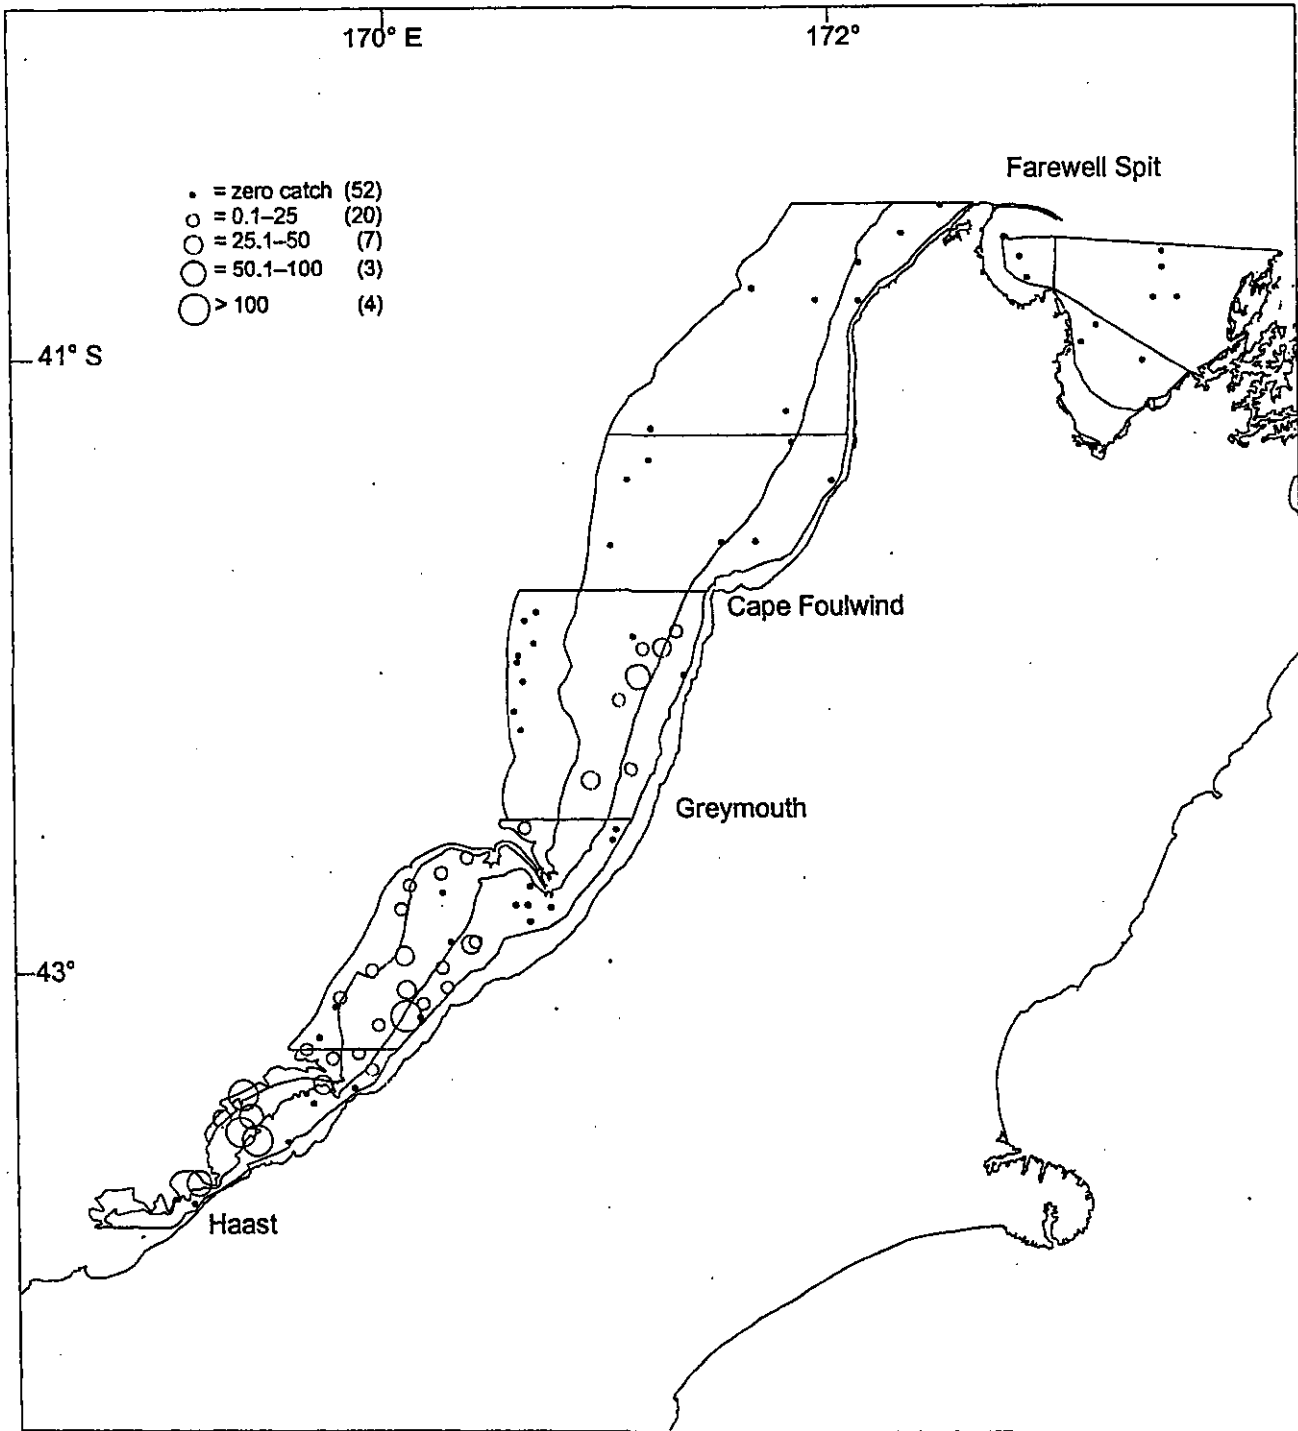 170° E
172°
Farewell Spit
= zero catch (52)
= 0.1–25 (20)
= 25.1–50 (7)
= 50.1–100 (3)
> 100 (4)
41° S
Cape Foulwind
Greymouth
43°
Haast